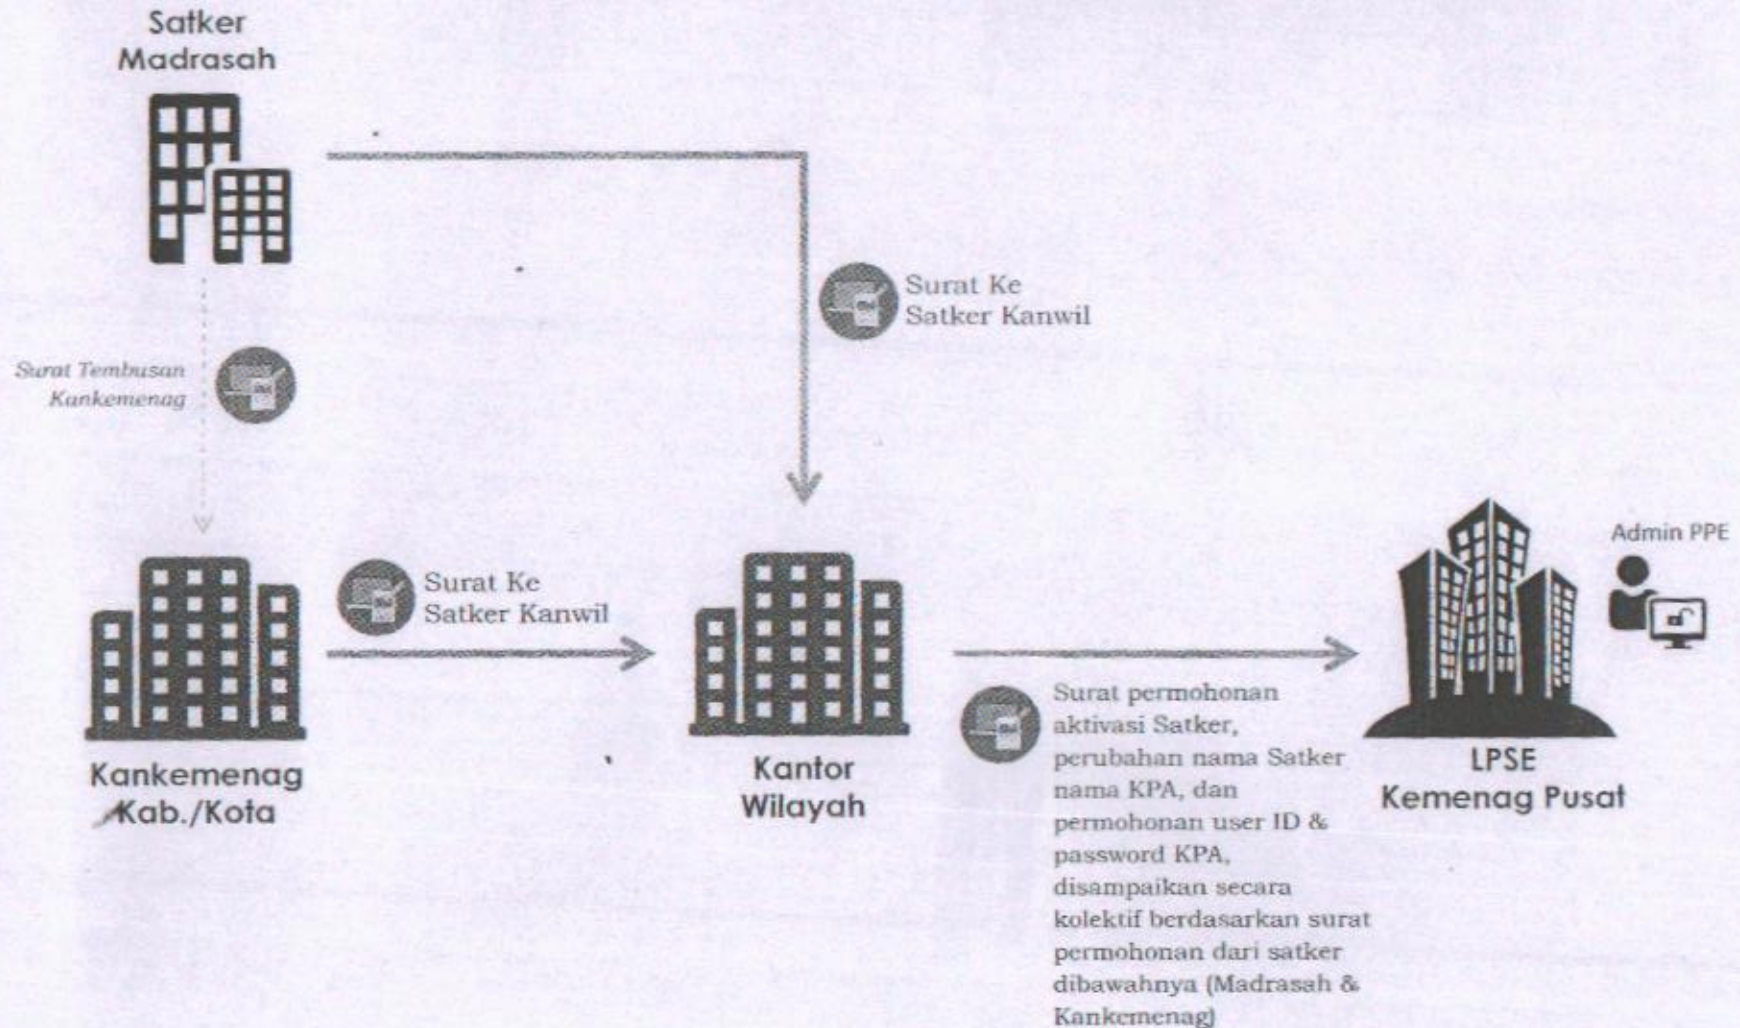 Satker
Madrasah
Surat Ke
Satker Kanwil
Surat Tembusan
Kankemenag
Surat Ke
Satker Kanwil
Admin PPE
Kankemenag
Kab./Kota
Kantor
Wilayah
Surat permohonan
aktivasi Satker,
perubahan nama Satker
nama KPA, dan
permohonan user ID &
password KPA,
disampaikan secara
kolektif berdasarkan surat
permohonan dari satker
dibawahnya (Madrasah &
Kankemenag)
LPSE
Kemenag Pusat